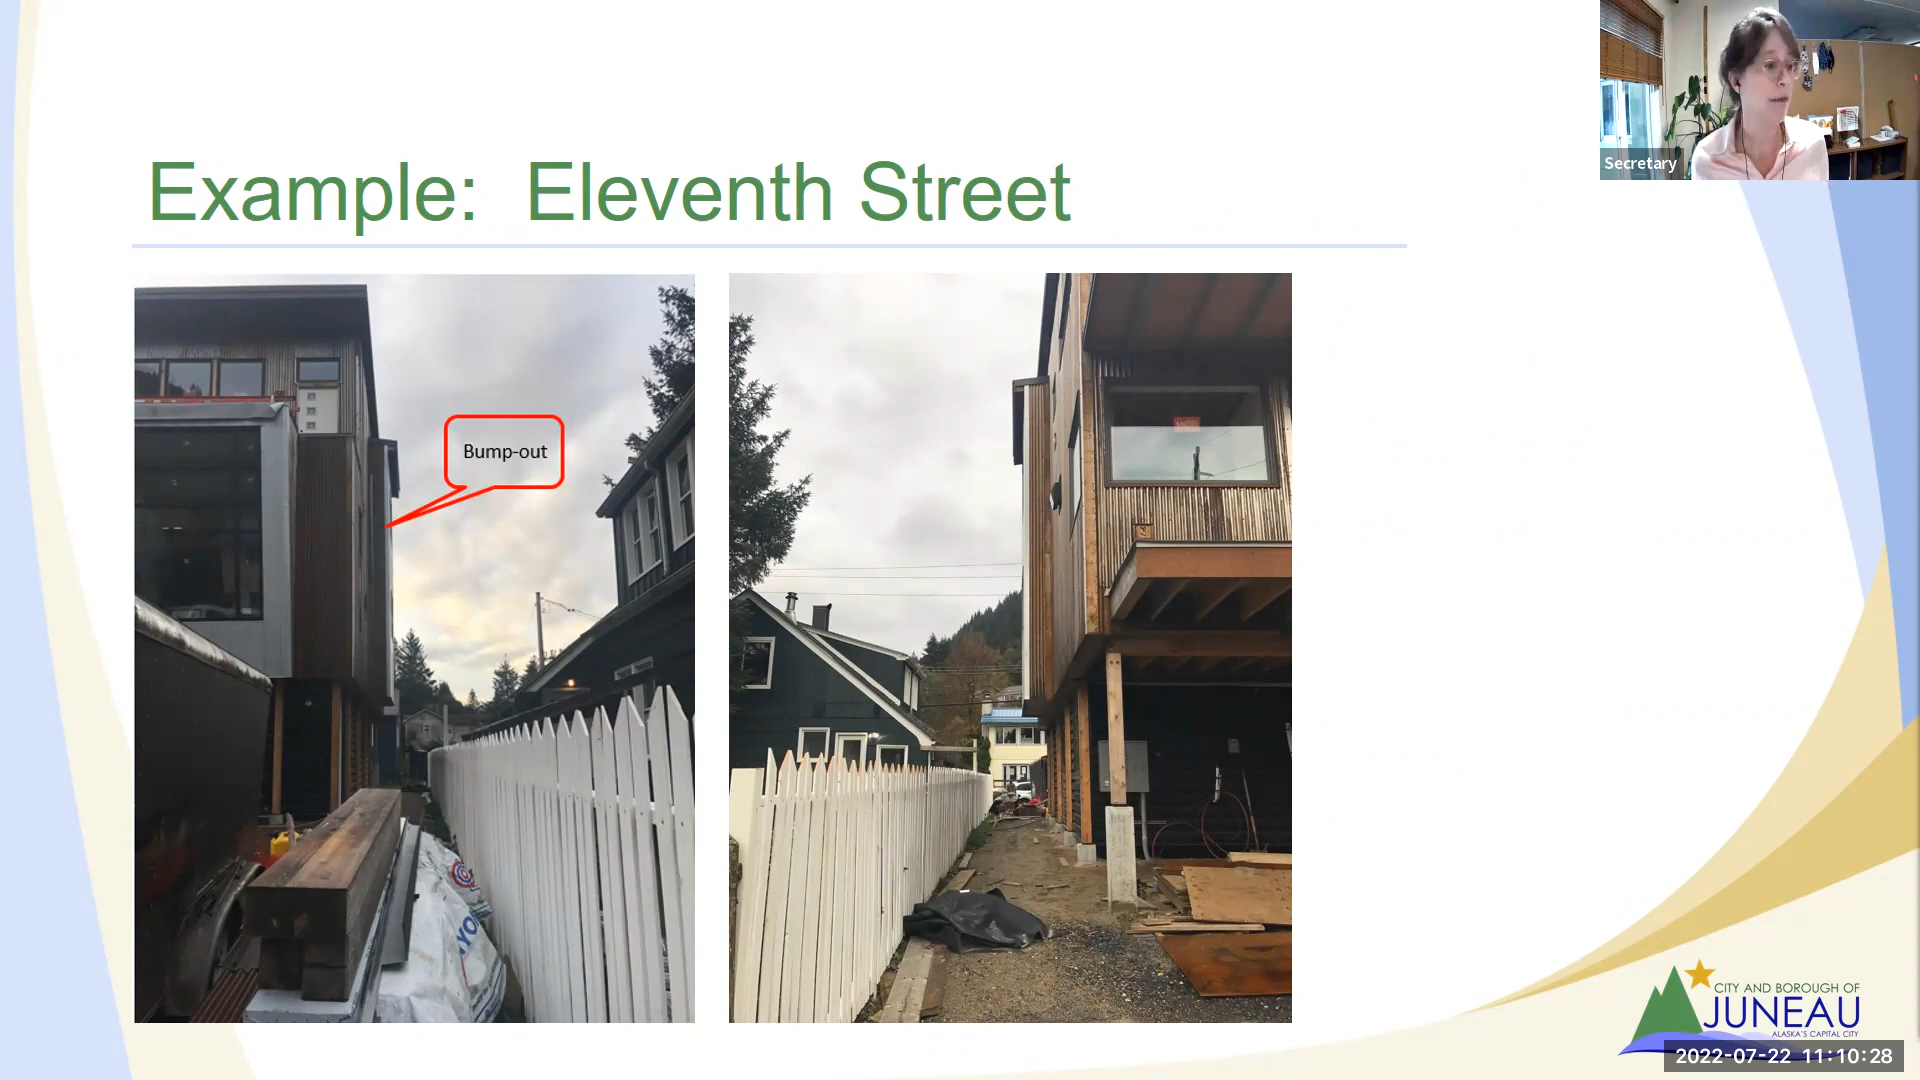 Secretary
Example: Eleventh Street
Bump-out
CITY AND BOROUGH OF
JUNEAU
ALASKA'S CAPITAL CITY
2022-07-22 11:10:28